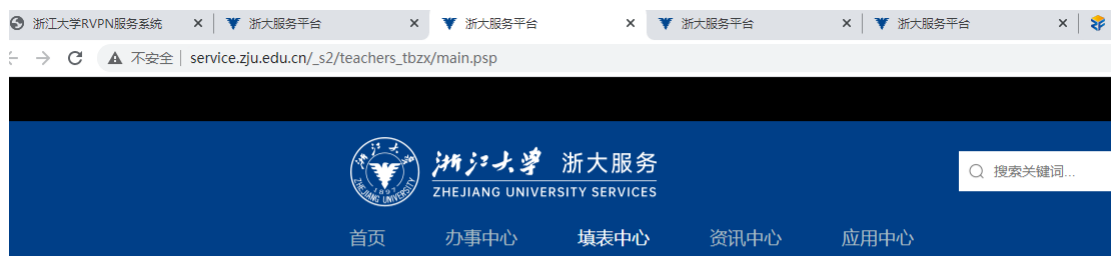 浙江大学RVPN服务系统 浙大服务平台 浙大服务平台 浙大服务平台 浙大服务平台
不安全 service.zju.edu.cn/_s2/teachers_tbzx/main.psp
浙江大学 浙大服务
ZHEJIANG UNIVERSITY SERVICES
1897
ZHEJIANG UNIVERSITY
搜索关键词...
首页 办事中心 填表中心 资讯中心 应用中心